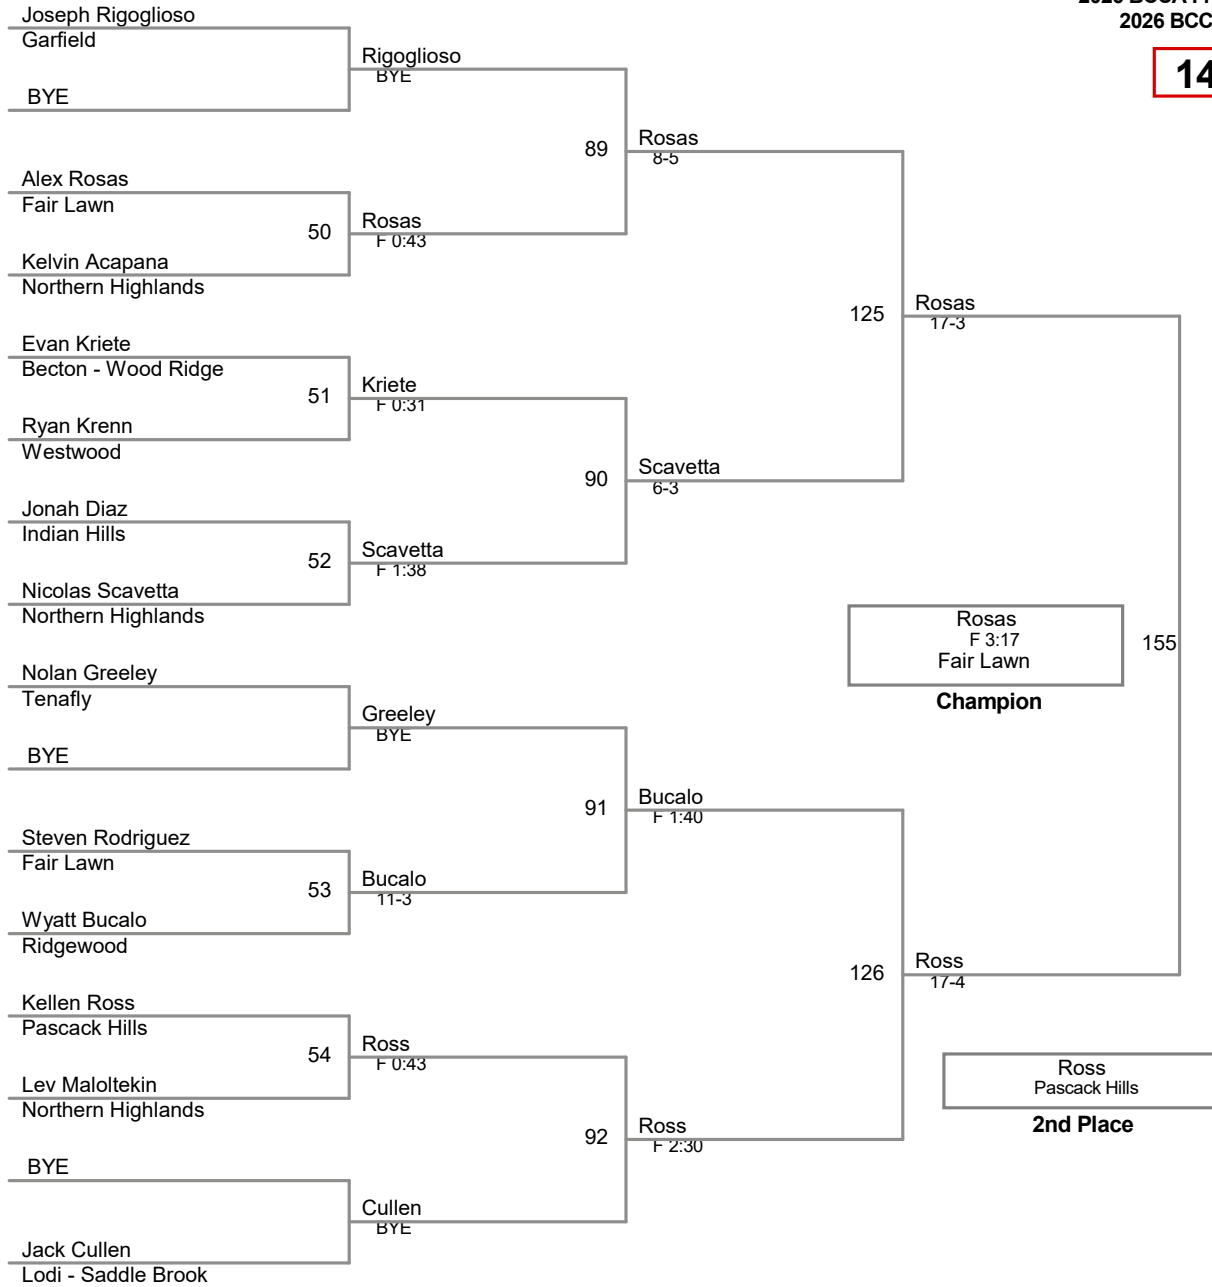 2026 BCC
14
Joseph Rigoglioso
Garfield
Rigoglioso
BYE
BYE
89
Rosas
8-5
Alex Rosas
Fair Lawn
50
Rosas
F 0:43
Kelvin Acapana
Northern Highlands
125
Rosas
17-3
Evan Kriete
Becton - Wood Ridge
51
Kriete
F 0:31
Ryan Krenn
Westwood
90
Scavetta
6-3
Jonah Diaz
Indian Hills
52
Scavetta
F 1:38
Nicolas Scavetta
Northern Highlands
Rosas
F 3:17
Fair Lawn
155
Champion
Nolan Greeley
Tenafly
Greeley
BYE
BYE
91
Bucalo
F 1:40
Steven Rodriguez
Fair Lawn
53
Bucalo
11-3
Wyatt Bucalo
Ridgewood
126
Ross
17-4
Kellen Ross
Pascack Hills
54
Ross
F 0:43
Lev Maloltekin
Northern Highlands
Ross
Pascack Hills
2nd Place
92
Ross
F 2:30
BYE
Cullen
BYE
Jack Cullen
Lodi - Saddle Brook